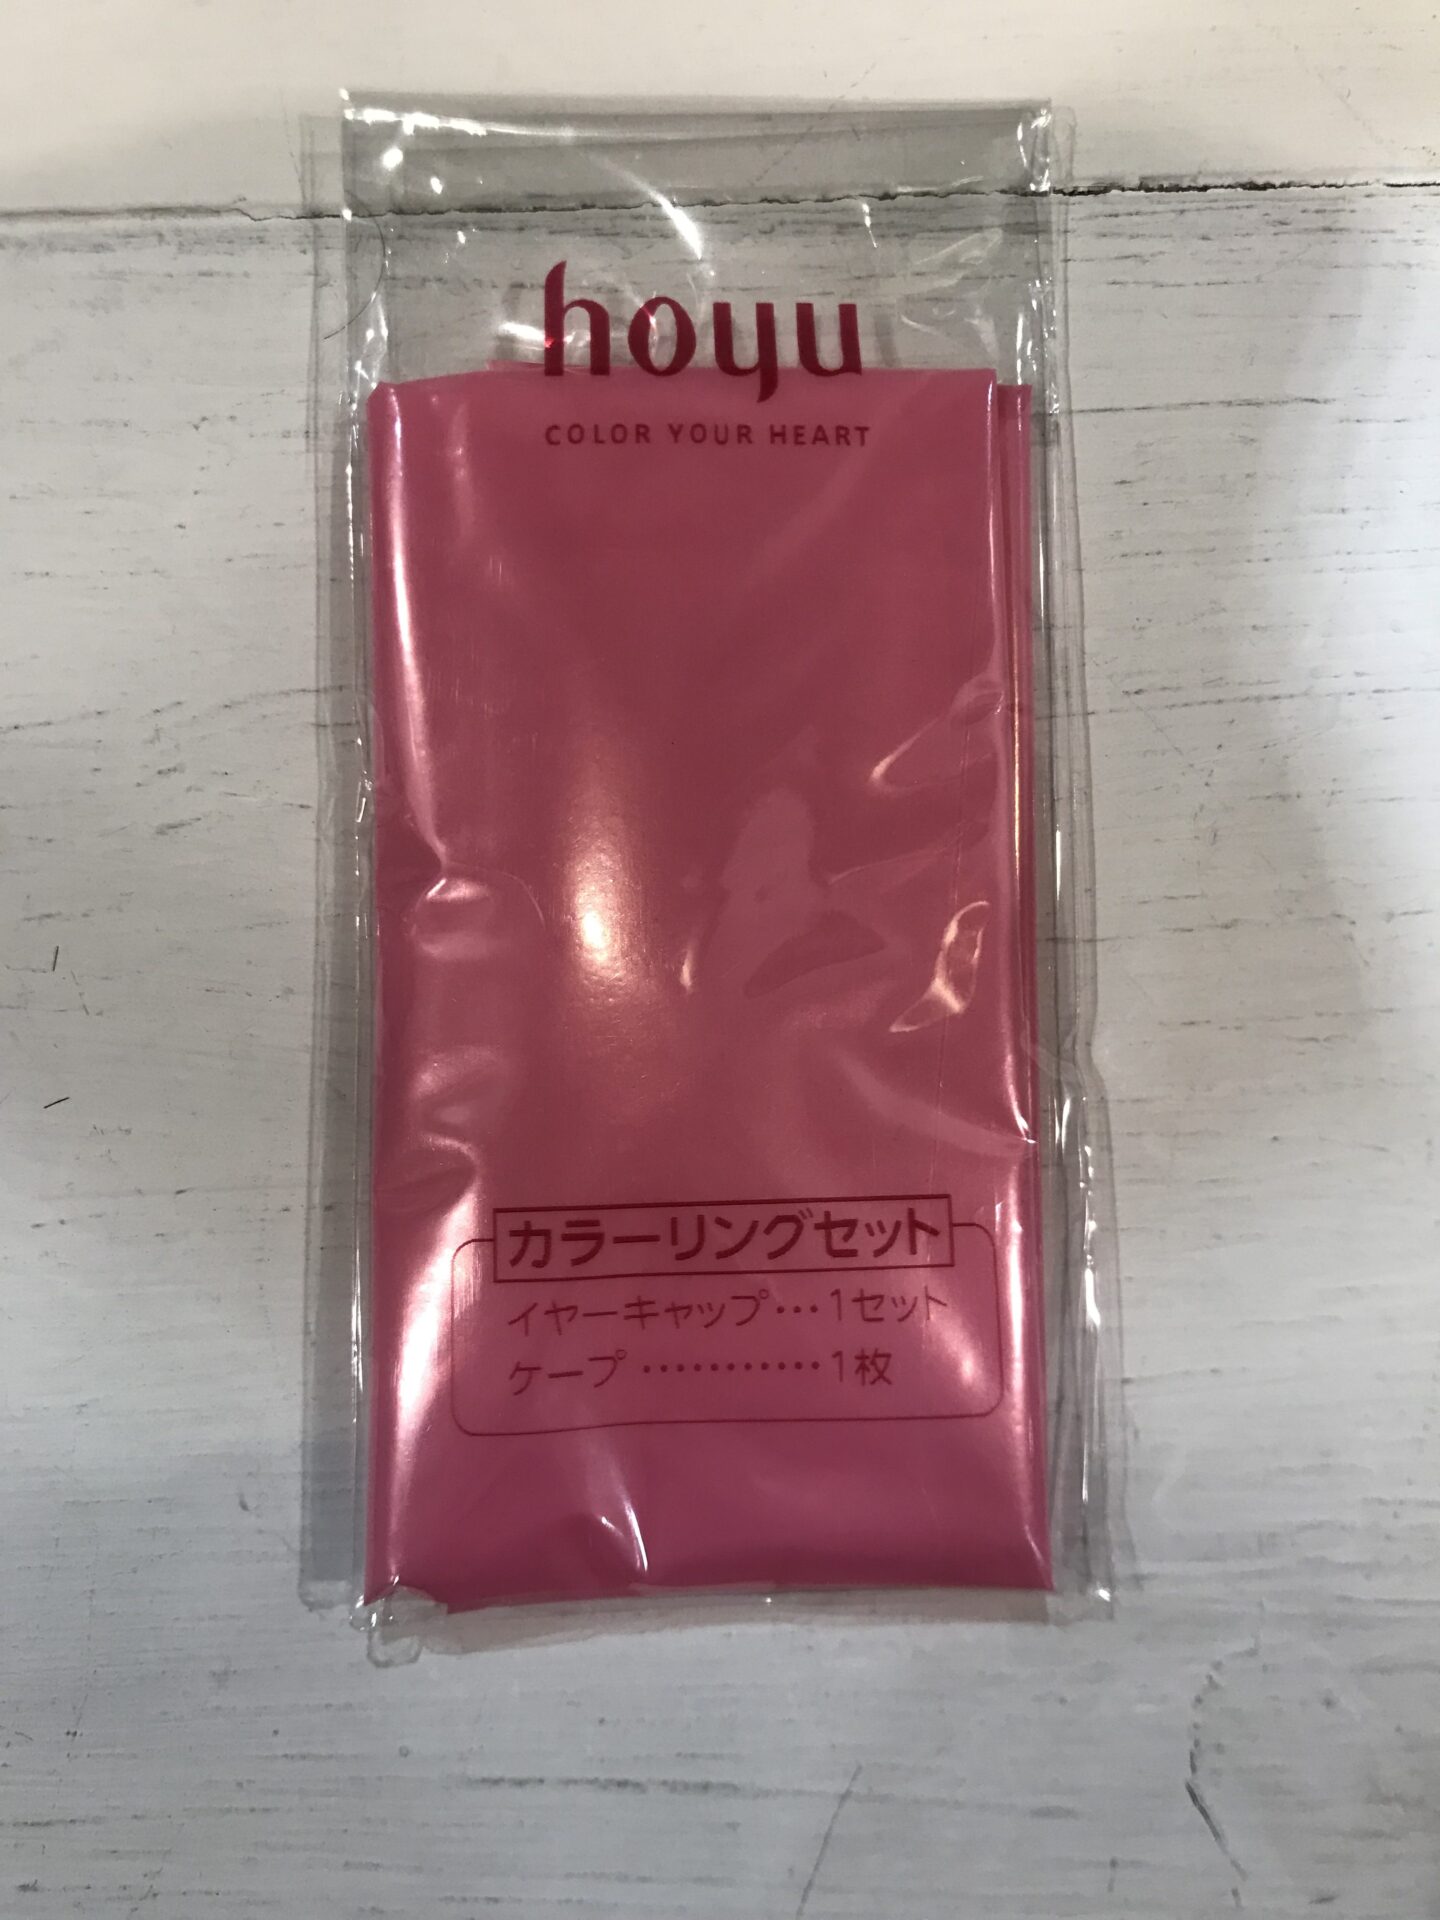 hoyu
COLOR YOUR HEART
カラーリングセット
イヤーキャップ…1セット
ケープ …………1枚